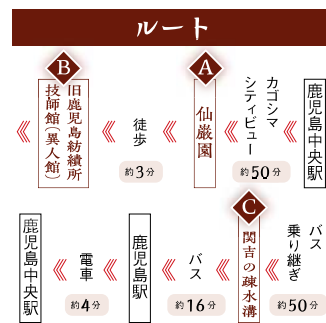 ルート
鹿児島中央駅
カゴシマ
シティビュー
約50分
A
仙巌園
徒歩
約3分
B
旧鹿児島紡績所
技師館(異人館)
バス
乗り継ぎ
約50分
C
関吉の疎水溝
バス
約16分
鹿児島駅
電車
約4分
鹿児島中央駅